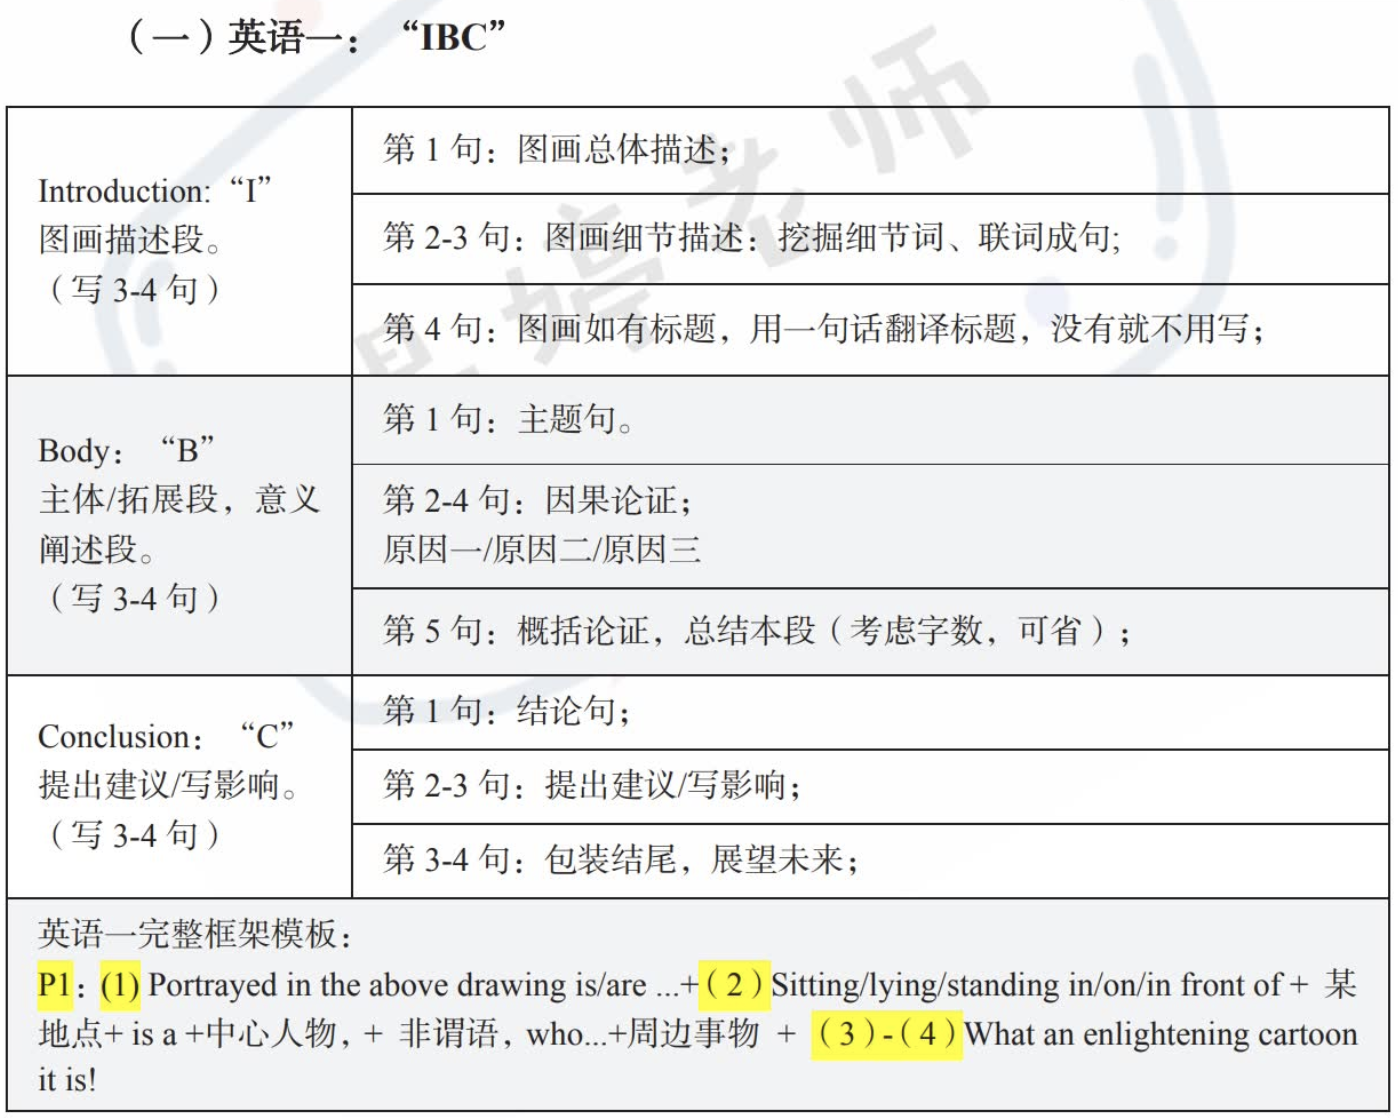 （一）英语一：“IBC”
Introduction:“I”
图画描述段。
（写 3-4 句）
第 1 句：图画总体描述；
第 2-3 句：图画细节描述：挖掘细节词、联词成句;
第 4 句：图画如有标题，用一句话翻译标题，没有就不用写；
Body：“B”
主体/拓展段，意义
阐述段。
（写 3-4 句）
第 1 句：主题句。
第 2-4 句：因果论证；
原因一/原因二/原因三
第 5 句：概括论证，总结本段（考虑字数，可省）；
Conclusion：“C”
提出建议/写影响。
（写 3-4 句）
第 1 句：结论句；
第 2-3 句：提出建议/写影响；
第 3-4 句：包装结尾，展望未来；
英语一完整框架模板：
P1：(1) Portrayed in the above drawing is/are ...+（2）Sitting/lying/standing in/on/in front of + 某
地点+ is a +中心人物，+ 非谓语，who...+周边事物 + （3）-（4）What an enlightening cartoon
it is!
婷老师